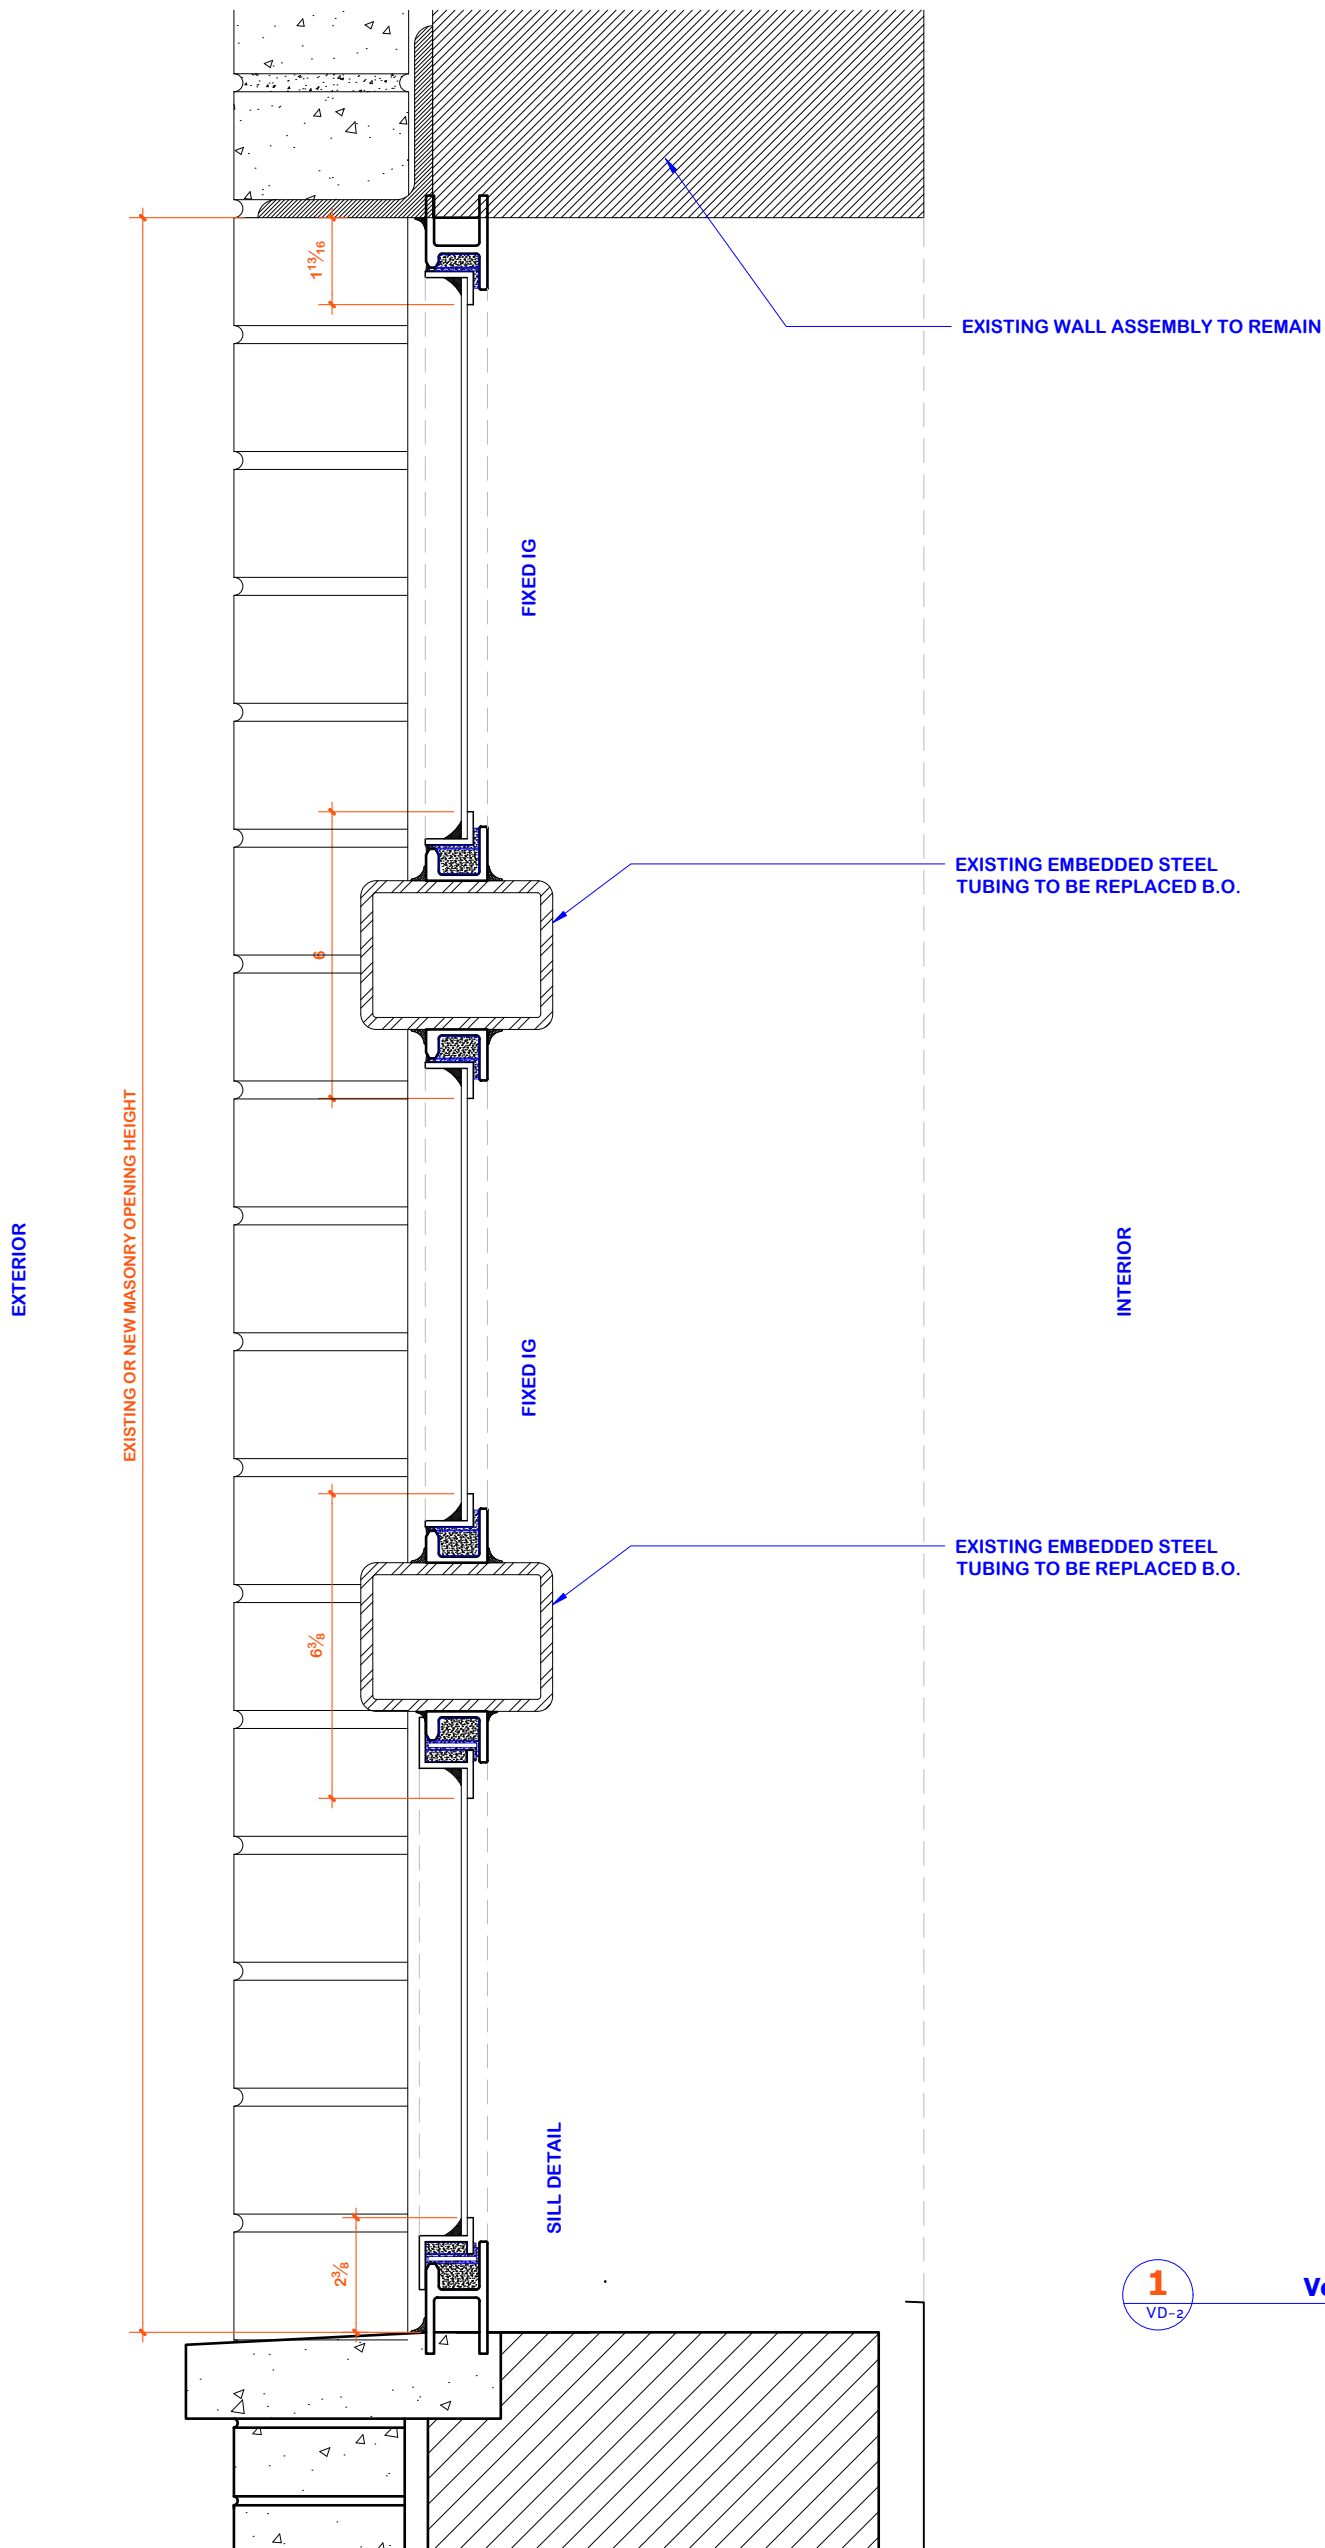 1 13/16
EXISTING WALL ASSEMBLY TO REMAIN
FIXED IG
EXISTING EMBEDDED STEEL
TUBING TO BE REPLACED B.O.
6
EXISTING OR NEW MASONRY OPENING HEIGHT
EXTERIOR
INTERIOR
FIXED IG
EXISTING EMBEDDED STEEL
TUBING TO BE REPLACED B.O.
6 3/8
SILL DETAIL
2 3/8
1
VD-2